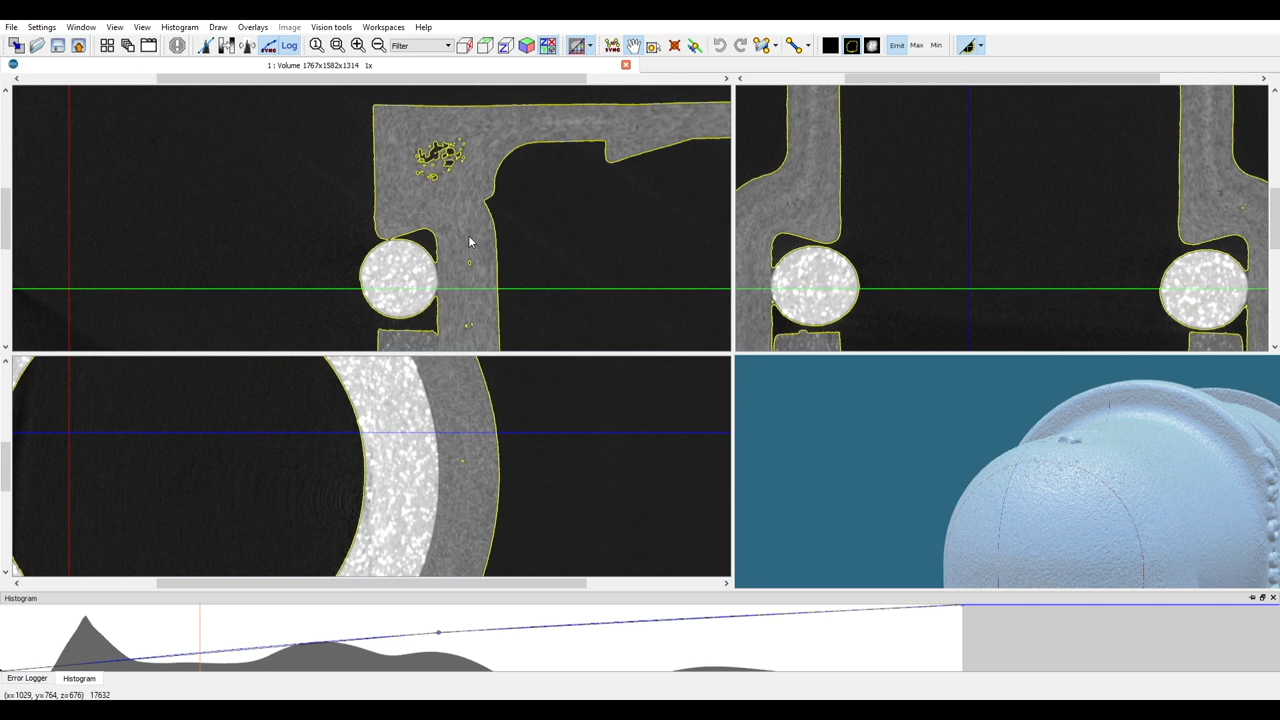 File Settings Window View View Histogram Draw Overlays Image Vision tools Workspaces Help
Log Filter Emit Max Min
1 : Volume 1767x1582x1314 1x
Histogram
Error Logger Histogram
(x=1029, y=764, z=676) 17632